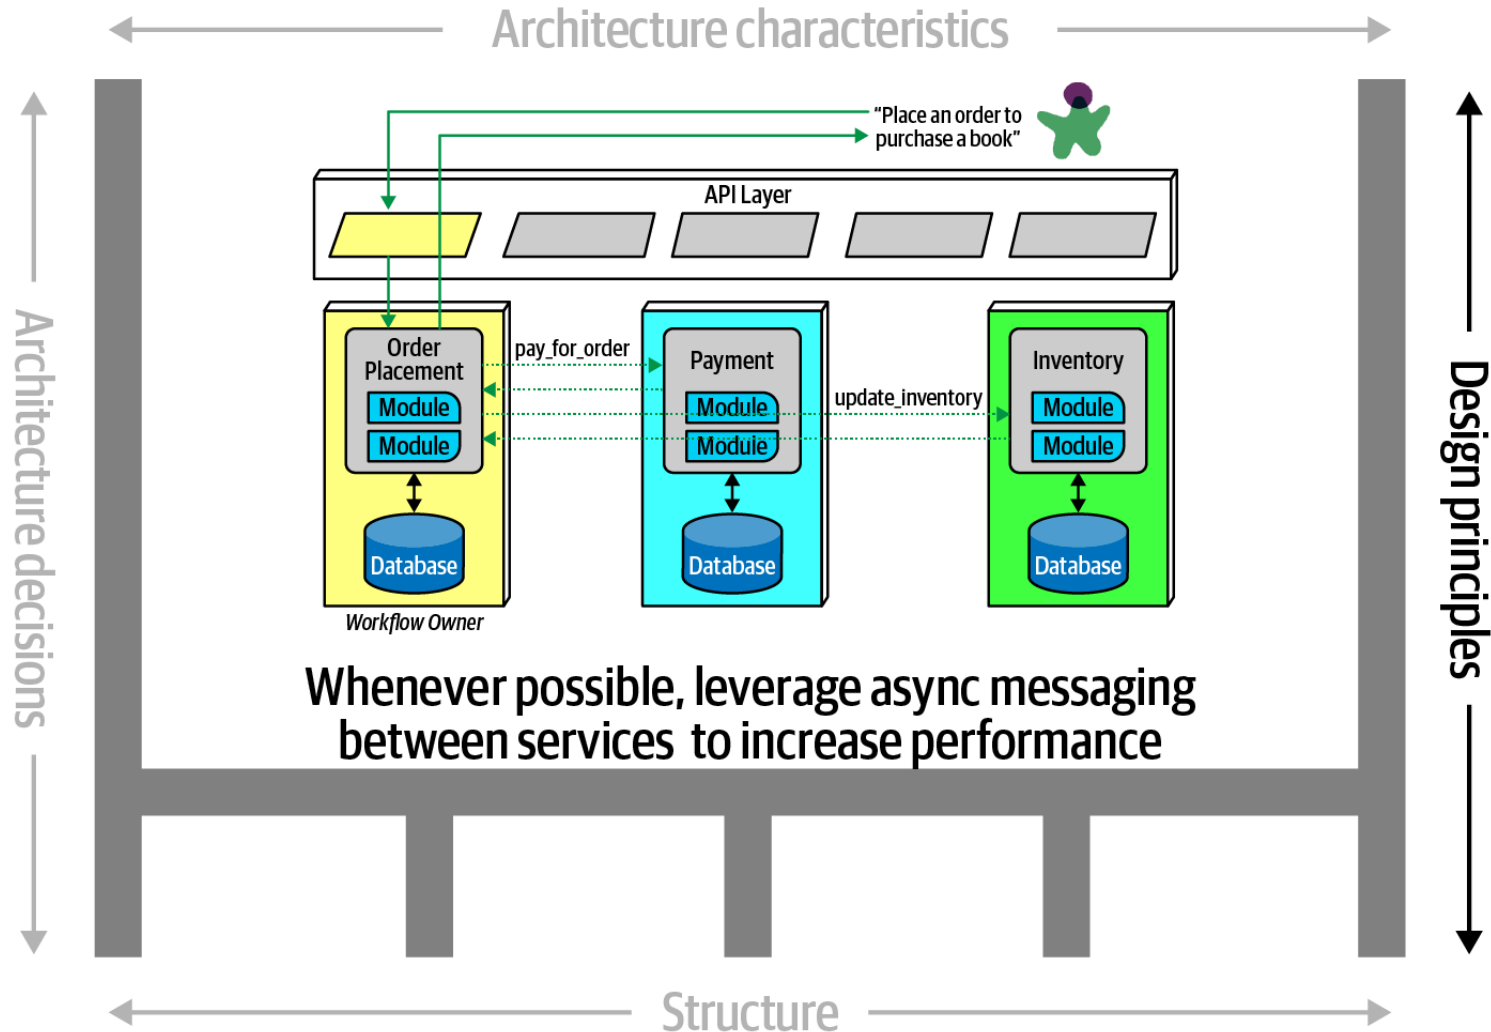 Architecture characteristics
Architecture decisions
Design principles
“Place an order to
purchase a book”
API Layer
Order
Placement
Module
Module
Database
Workflow Owner
pay_for_order
Payment
Module
Module
Database
update_inventory
Inventory
Module
Module
Database
Whenever possible, leverage async messaging
between services to increase performance
Structure